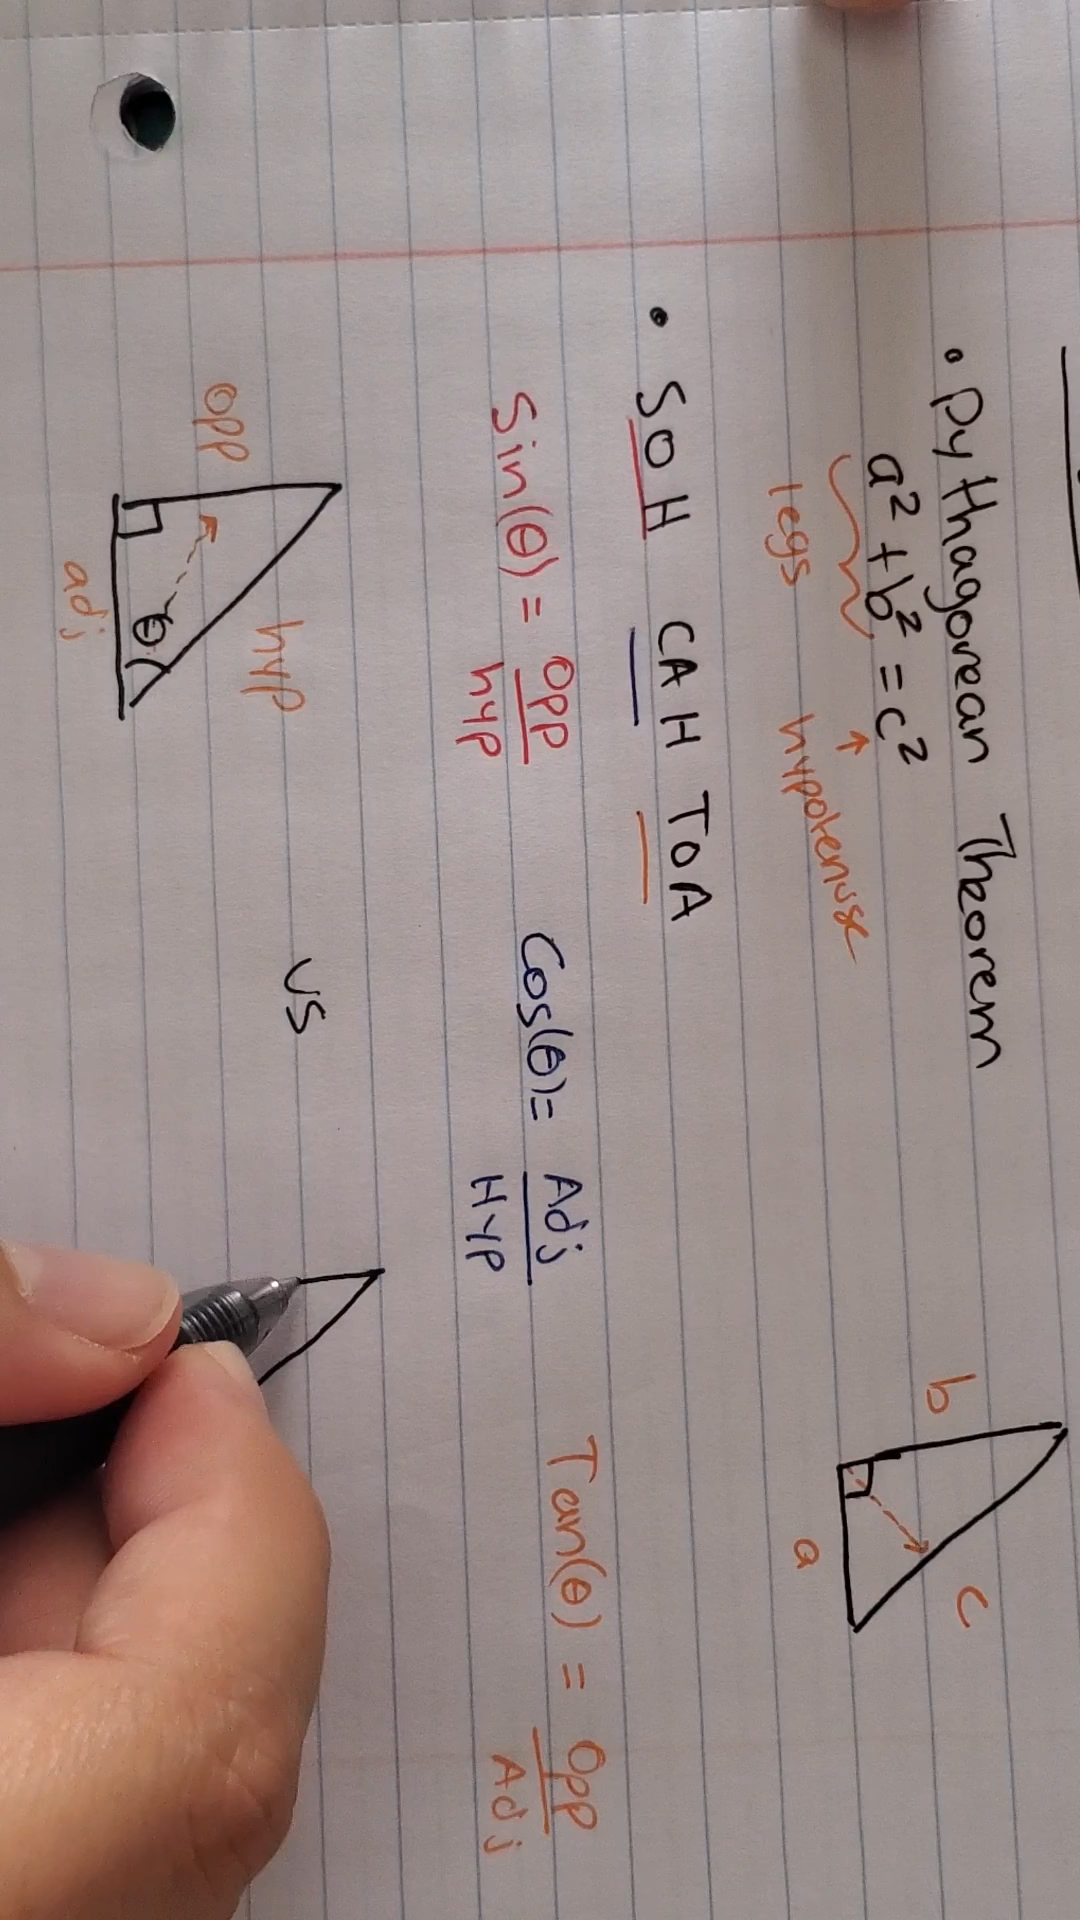 • Pythagorean Theorem
a² + b² = c²
legs hypotenuse
b
c
a
• SOH CAH TOA
Sin(θ) = opp/hyp Cos(θ) = Adj/Hyp Tan(θ) = Opp/Adj
opp
hyp
θ
adj
vs